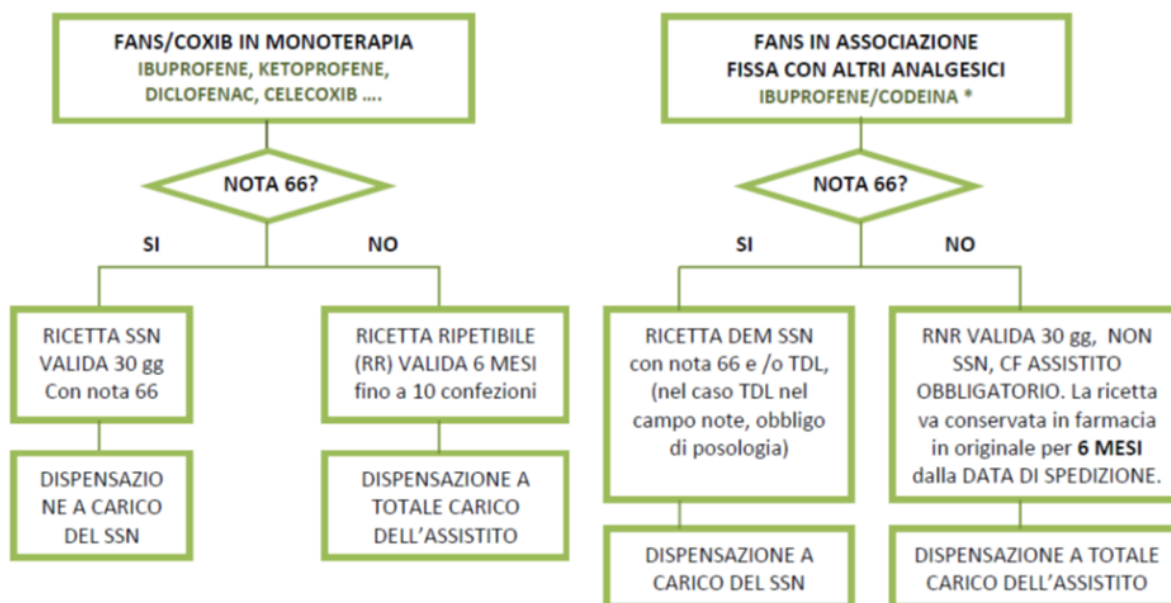 FANS/COXIB IN MONOTERAPIA
IBUPROFENE, KETOPROFENE,
DICLOFENAC, CELECOXIB ....
NOTA 66?
SI
NO
RICETTA SSN
VALIDA 30 gg
Con nota 66
RICETTA RIPETIBILE
(RR) VALIDA 6 MESI
fino a 10 confezioni
DISPENSAZIO
NE A CARICO
DEL SSN
DISPENSAZIONE A
TOTALE CARICO
DELL'ASSISTITO
FANS IN ASSOCIAZIONE
FISSA CON ALTRI ANALGESICI
IBUPROFENE/CODEINA *
NOTA 66?
SI
NO
RICETTA DEM SSN
con nota 66 e /o TDL,
(nel caso TDL nel
campo note, obbligo
di posologia)
RNR VALIDA 30 gg, NON
SSN, CF ASSISTITO
OBBLIGATORIO. La ricetta
va conservata in farmacia
in originale per 6 MESI
dalla DATA DI SPEDIZIONE.
DISPENSAZIONE A
CARICO DEL SSN
DISPENSAZIONE A TOTALE
CARICO DELL'ASSISTITO